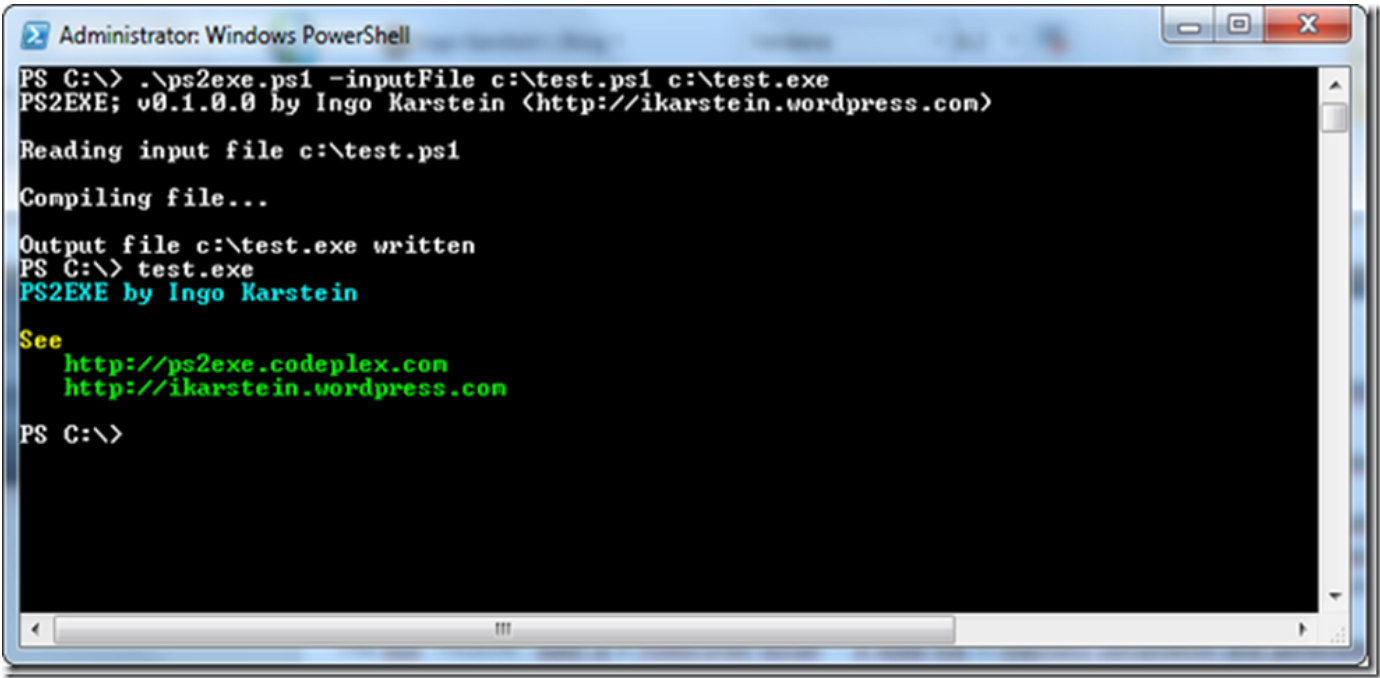 Administrator: Windows PowerShell
PS C:\> .\ps2exe.ps1 -inputFile c:\test.ps1 c:\test.exe
PS2EXE; v0.1.0.0 by Ingo Karstein (http://ikarstein.wordpress.com)
Reading input file c:\test.ps1
Compiling file...
Output file c:\test.exe written
PS C:\> test.exe
PS2EXE by Ingo Karstein
See
http://ps2exe.codeplex.com
http://ikarstein.wordpress.com
PS C:\>